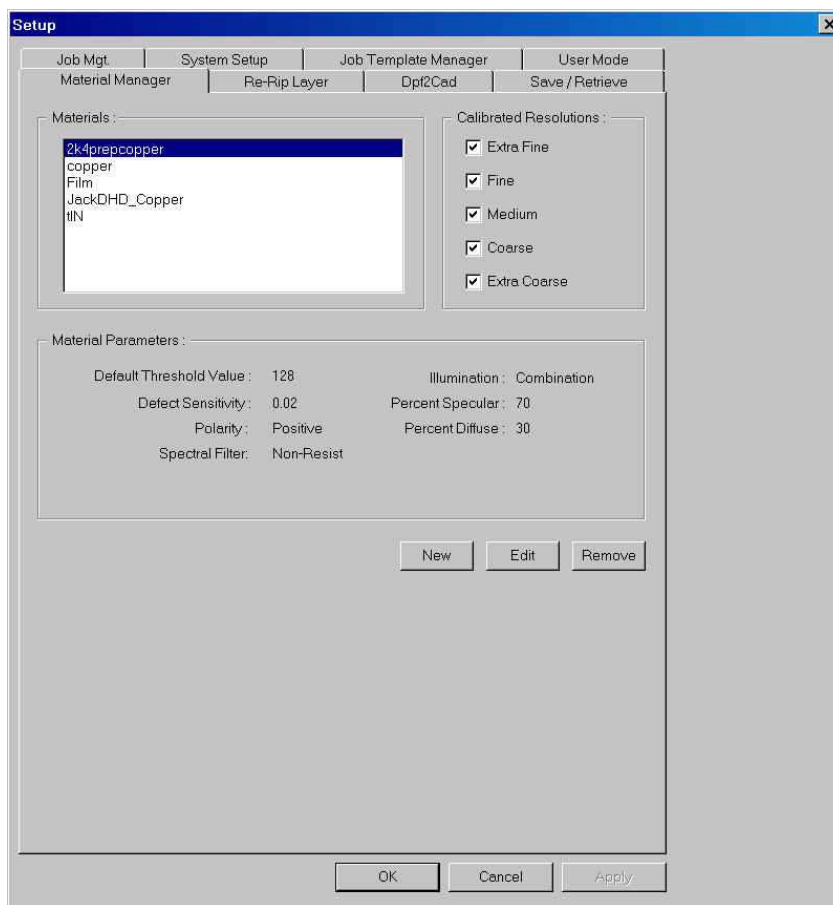 Setup
Job Mgt.
System Setup
Job Template Manager
User Mode
Material Manager
Re-Rip Layer
Dpf2Cad
Save / Retrieve
Materials :
2k4prepcopper
copper
Film
JackDHD_Copper
tIN
Calibrated Resolutions :
Extra Fine
Fine
Medium
Coarse
Extra Coarse
Material Parameters :
Default Threshold Value : 128
Defect Sensitivity : 0.02
Polarity : Positive
Spectral Filter: Non-Resist
Illumination : Combination
Percent Specular : 70
Percent Diffuse : 30
New
Edit
Remove
OK
Cancel
Apply